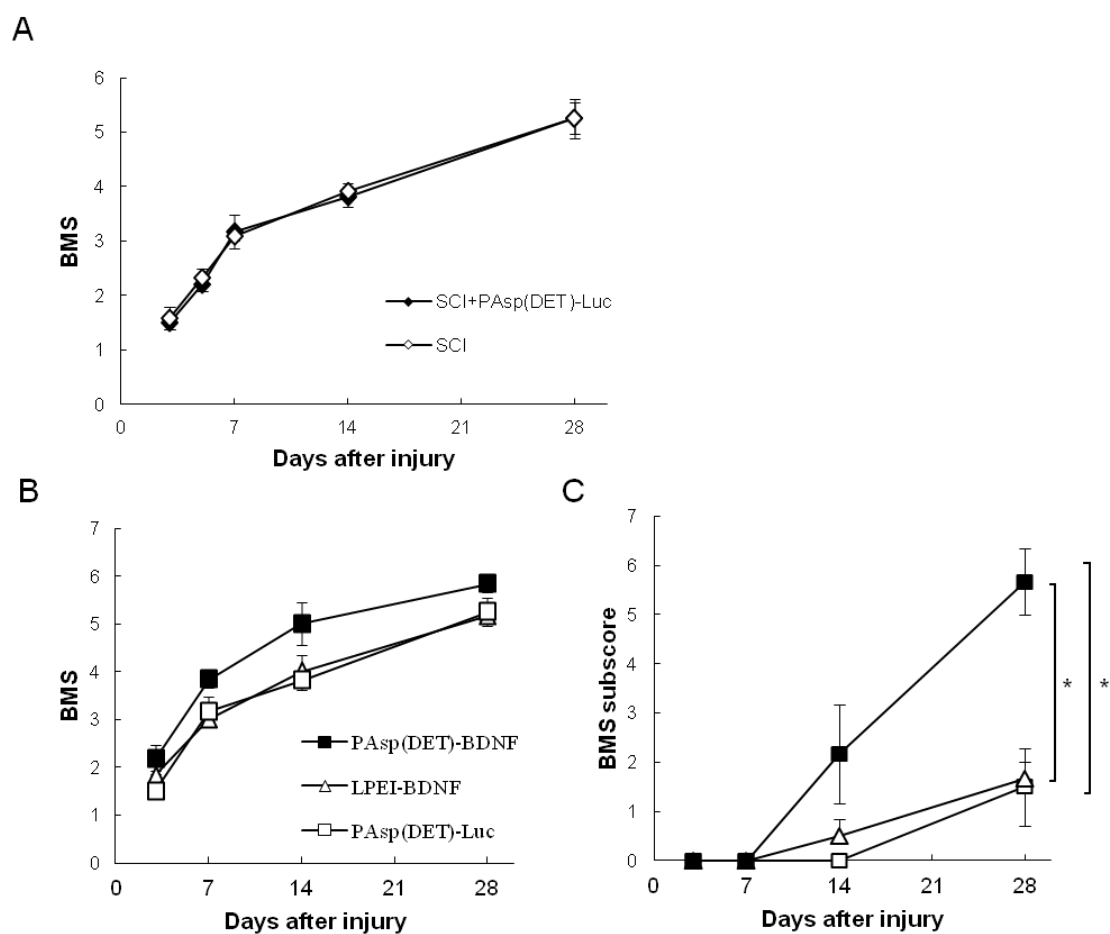 A
6
5
4
3
2
1
0
BMS
SCI+PAsp(DET)-Luc
SCI
0 7 14 21 28
Days after injury
B
7
6
5
4
3
2
1
0
BMS
PAsp(DET)-BDNF
LPEI-BDNF
PAsp(DET)-Luc
0 7 14 21 28
Days after injury
C
7
6
5
4
3
2
1
0
BMS subscore
* *
0 7 14 21 28
Days after injury